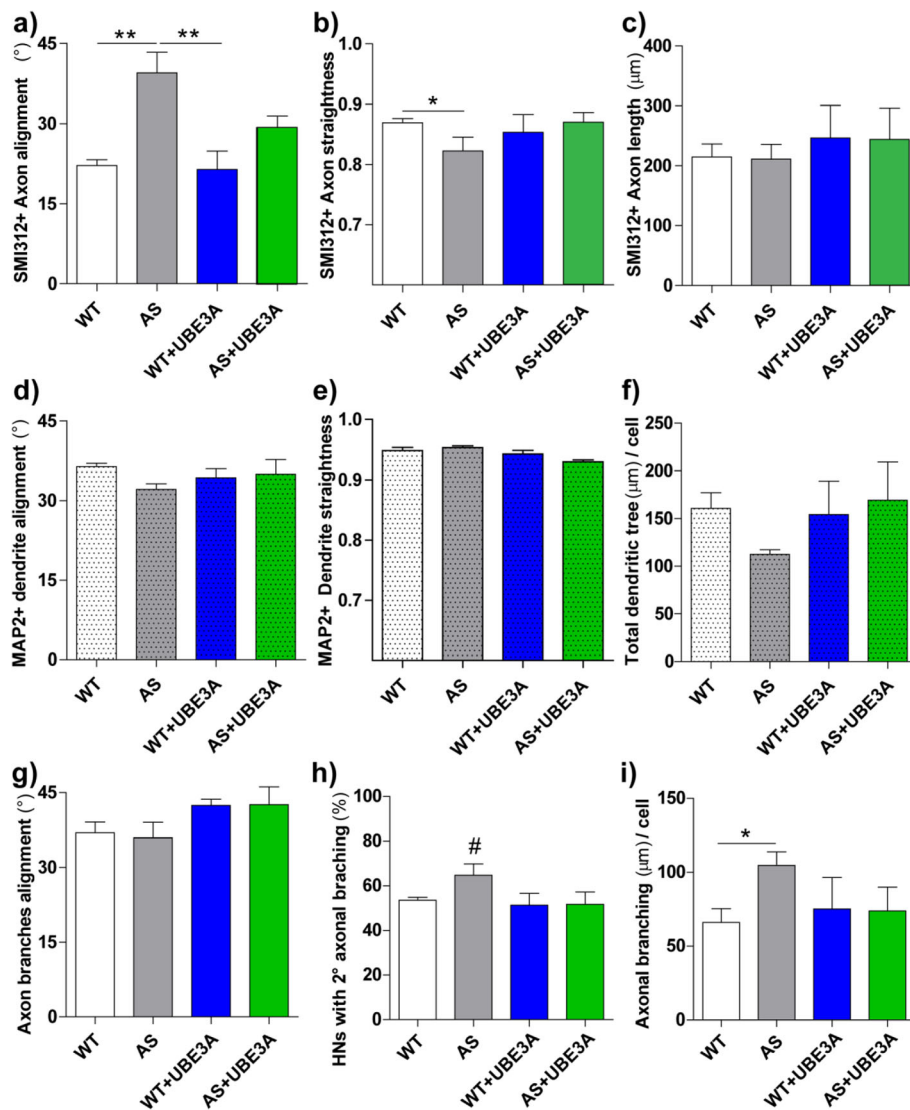 a)
SMI312+ Axon alignment (°)
45
30
15
0
** **
WT
AS
WT+UBE3A
AS+UBE3A
b)
SMI312+ Axon straightness
1.0
0.9
0.8
0.7
*
WT
AS
WT+UBE3A
AS+UBE3A
c)
SMI312+ Axon length (μm)
400
300
200
100
0
WT
AS
WT+UBE3A
AS+UBE3A
d)
MAP2+ dendrite alignment (°)
45
30
15
0
WT
AS
WT+UBE3A
AS+UBE3A
e)
MAP2+ Dendrite straightness
1.0
0.9
0.8
0.7
WT
AS
WT+UBE3A
AS+UBE3A
f)
Total dendritic tree (μm) / cell
250
200
150
100
50
0
WT
AS
WT+UBE3A
AS+UBE3A
g)
Axon branches alignment (°)
45
30
15
0
WT
AS
WT+UBE3A
AS+UBE3A
h)
HNs with 2° axonal braching (%)
100
80
60
40
20
0
#
WT
AS
WT+UBE3A
AS+UBE3A
i)
Axonal branching (μm) / cell
150
100
50
0
*
WT
AS
WT+UBE3A
AS+UBE3A